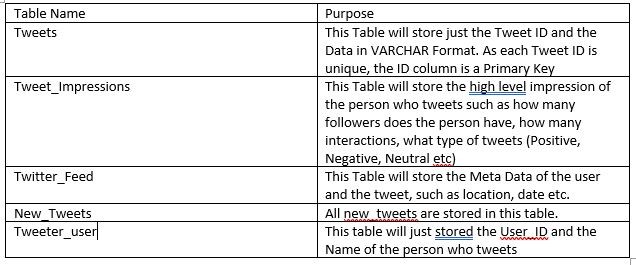 Table Name Purpose
Tweets This Table will store just the Tweet ID and the
Data in VARCHAR Format. As each Tweet ID is
unique, the ID column is a Primary Key
Tweet_Impressions This Table will store the high level impression of
the person who tweets such as how many
followers does the person have, how many
interactions, what type of tweets (Positive,
Negative, Neutral etc)
Twitter_Feed This Table will store the Meta Data of the user
and the tweet, such as location, date etc.
New_Tweets All new_tweets are stored in this table.
Tweeter_user This table will just stored the User_ID and the
Name of the person who tweets